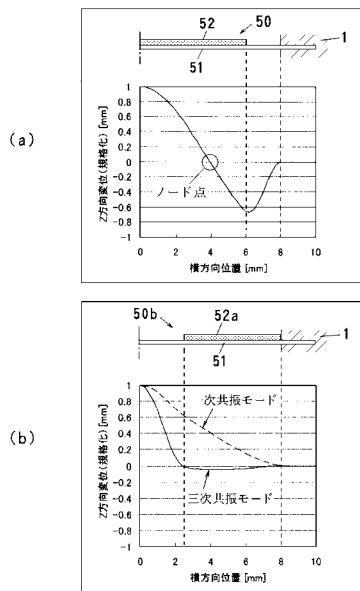 52
50
1
51
(a)
Z方向変位(規格化) [mm]
1
0.8
0.6
0.4
0.2
0
-0.2
-0.4
-0.6
-0.8
-1
ノード点
0 2 4 6 8 10
横方向位置 [mm]
50b
52a
1
51
(b)
Z方向変位(規格化) [mm]
1
0.8
0.6
0.4
0.2
0
-0.2
-0.4
-0.6
-0.8
-1
次共振モード
三次共振モード
0 2 4 6 8 10
横方向位置 [mm]